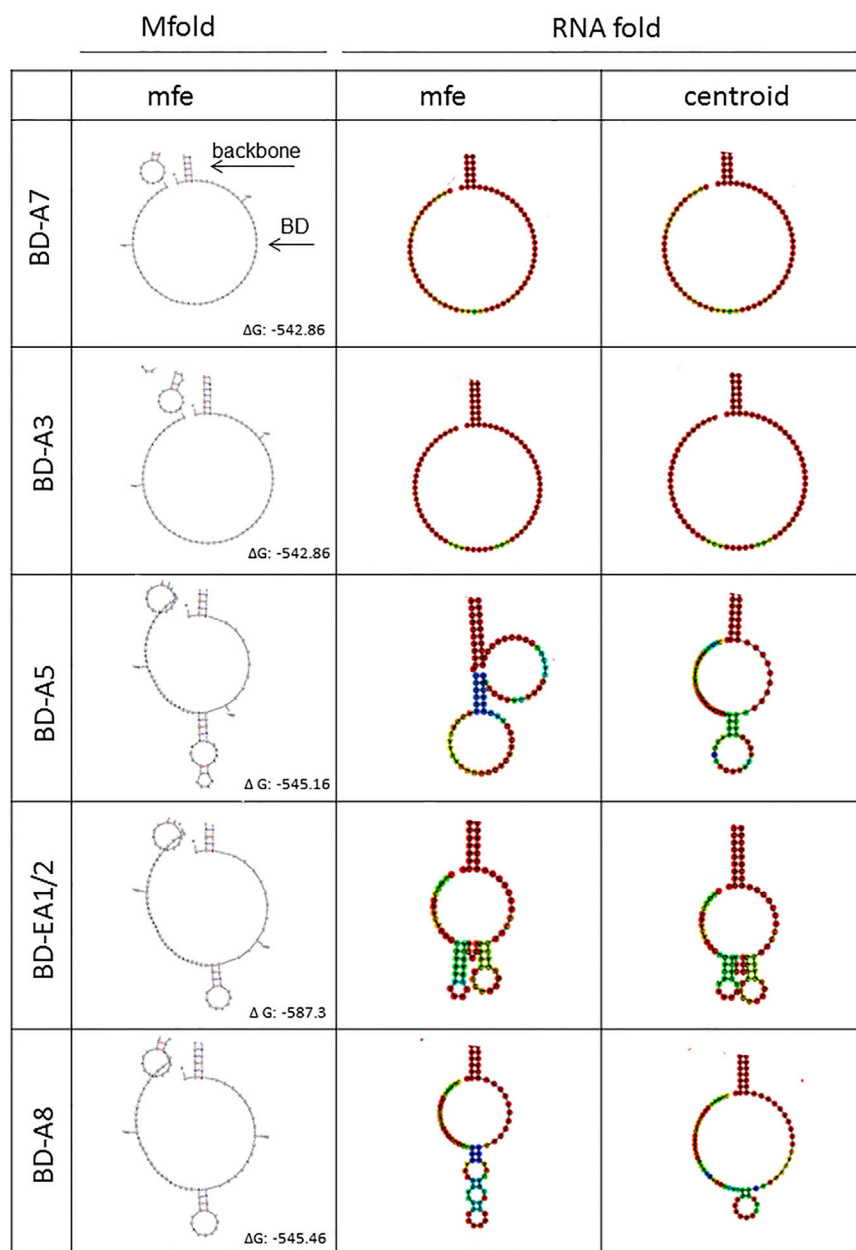 Mfold RNA fold
mfe mfe centroid
BD-A7
backbone
BD
ΔG: -542.86
BD-A3
ΔG: -542.86
BD-A5
Δ G: -545.16
BD-EA1/2
Δ G: -587.3
BD-A8
ΔG: -545.46